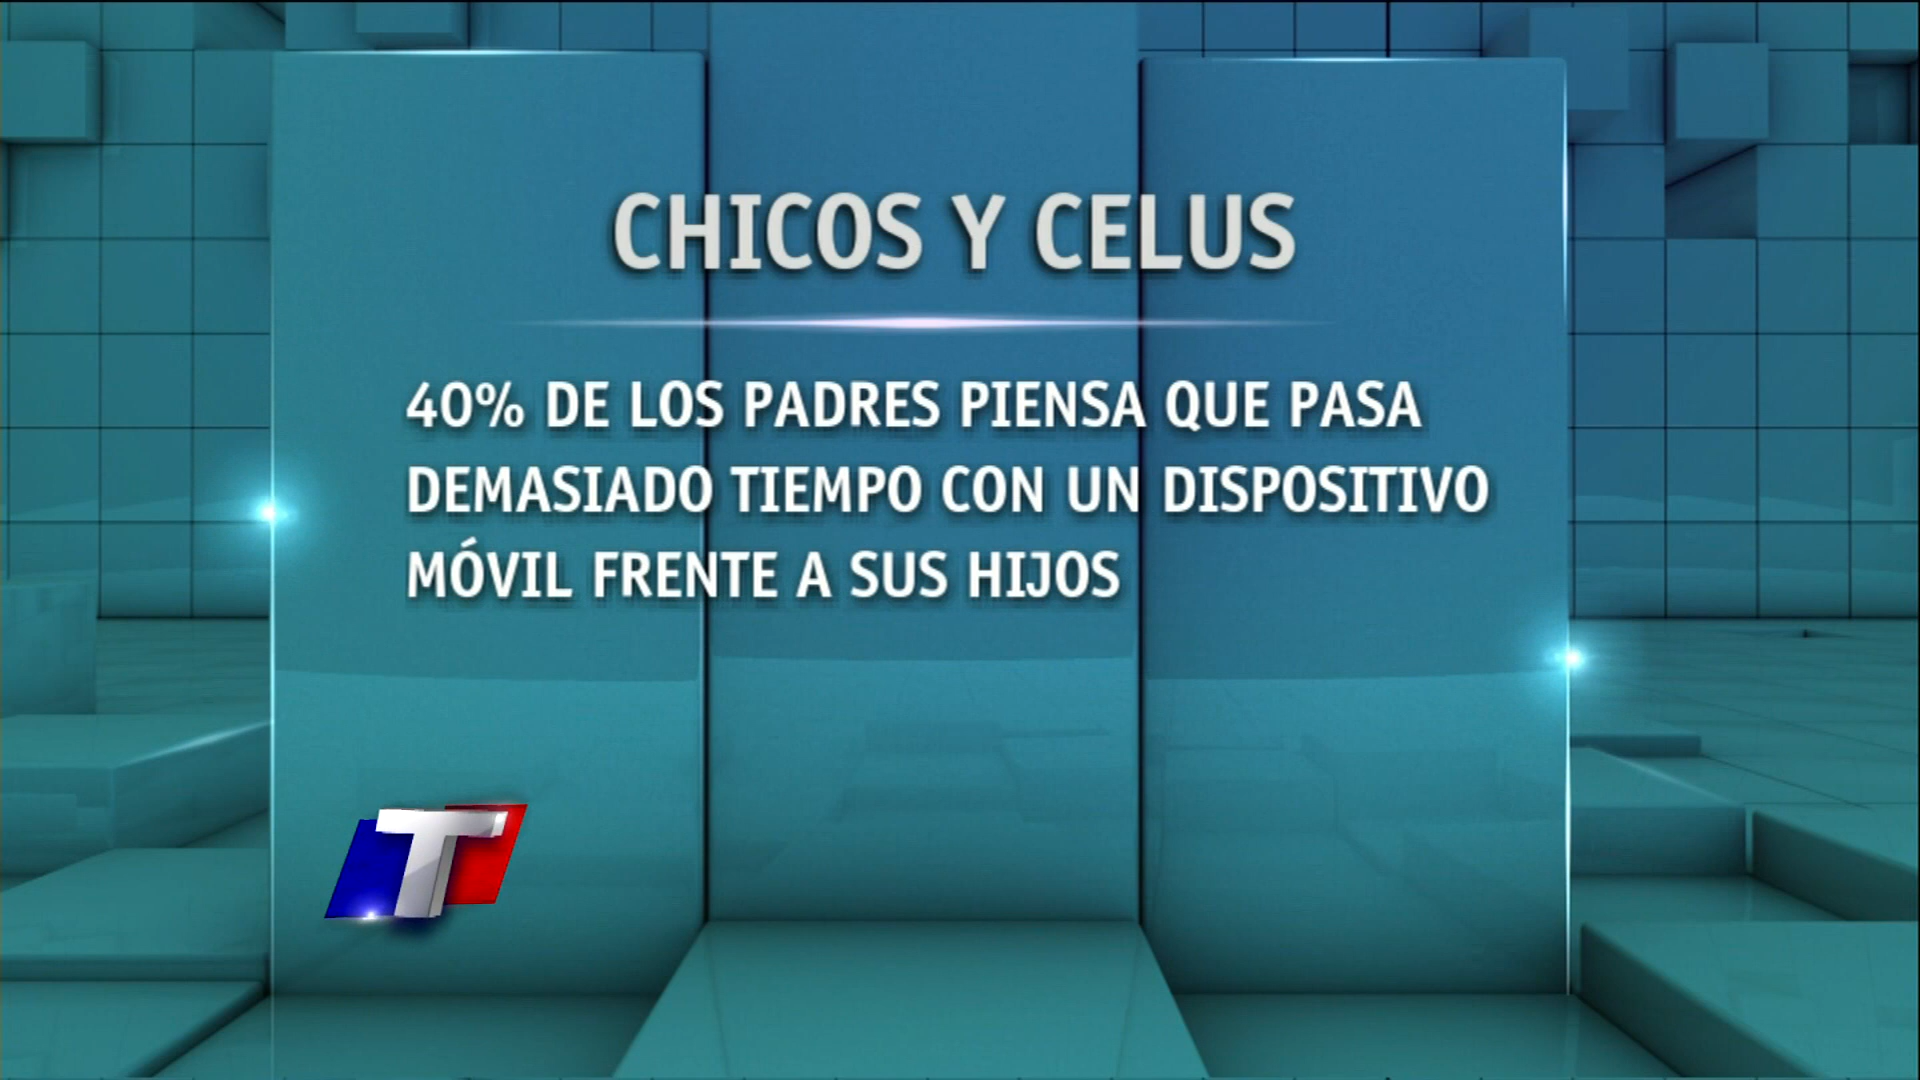 CHICOS Y CELUS
40% DE LOS PADRES PIENSA QUE PASA
DEMASIADO TIEMPO CON UN DISPOSITIVO
MÓVIL FRENTE A SUS HIJOS
T